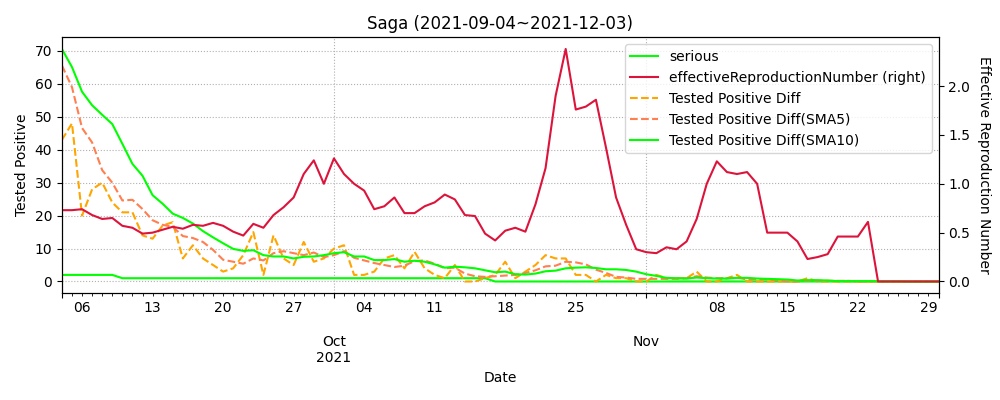 Saga (2021-09-04~2021-12-03)
serious
effectiveReproductionNumber (right)
Tested Positive Diff
Tested Positive Diff(SMA5)
Tested Positive Diff(SMA10)
Tested Positive
70
60
50
40
30
20
10
0
Effective Reproduction Number
2.0
1.5
1.0
0.5
0.0
06 13 20 27 04 11 18 25 08 15 22 29
Oct Nov
2021
Date